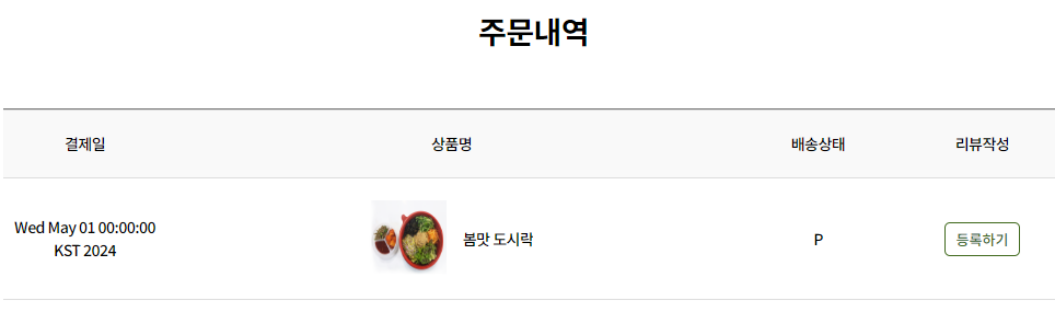 주문내역
결제일 상품명 배송상태 리뷰작성
Wed May 01 00:00:00
KST 2024
봄맛 도시락
P
등록하기